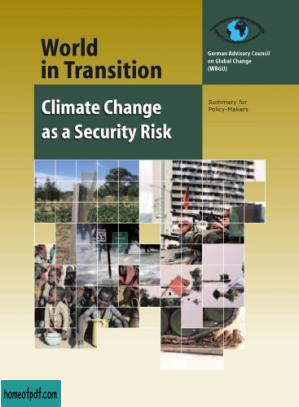 World
in Transition
German Advisory Council
on Global Change
(WBGU)
Climate Change
as a Security Risk
Summary for
Policy-Makers
homeofpdf.com